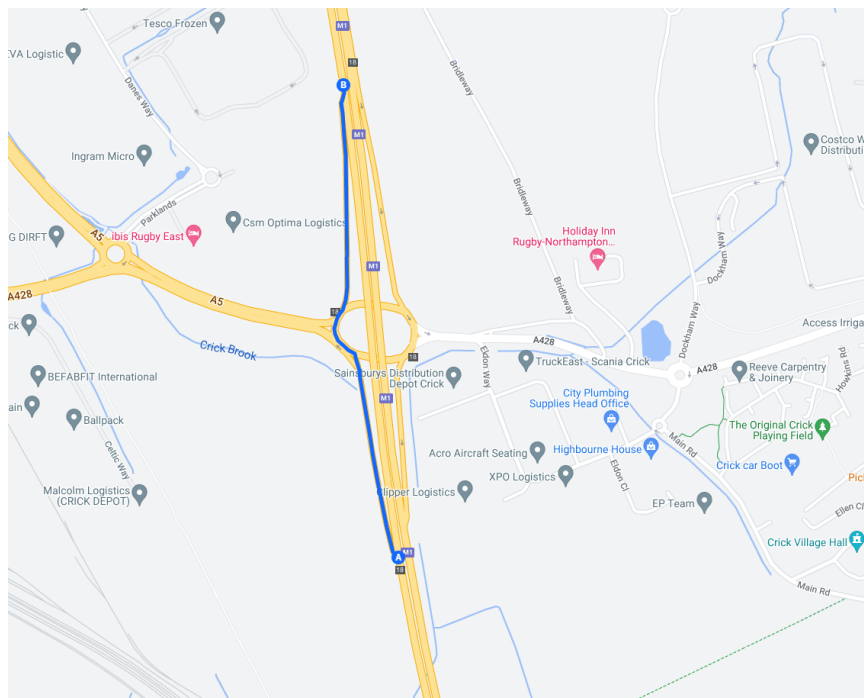 Tesco Frozen
M1
EVA Logistic
18
B
Danes Way
Bridleway
M1
Costco W
Distributi
Ingram Micro
Bridleway
Parklands
Csm Optima Logistics
Holiday Inn
Rugby-Northampton...
G DIRFT
A5
ibis Rugby East
M1
Dockham Way
Bridleway
A428
A5
18
Dockham Way
Access Irriga
ck
Crick Brook
A428
18
Eldon Way
TruckEast - Scania Crick
A428
Reeve Carpentry
& Joinery
Howkins Rd
BEFABFIT International
Sainsburys Distribution
Depot Crick
M1
City Plumbing
Supplies Head Office
ain
Ballpack
The Original Crick
Playing Field
Main Rd
Celtic Way
Acro Aircraft Seating
Highbourne House
Crick car Boot
XPO Logistics
Eldon Cl
Pic
Malcolm Logistics
(CRICK DEPOT)
Clipper Logistics
EP Team
Ellen Cl
Crick Village Hall
M1
A
18
Main Rd